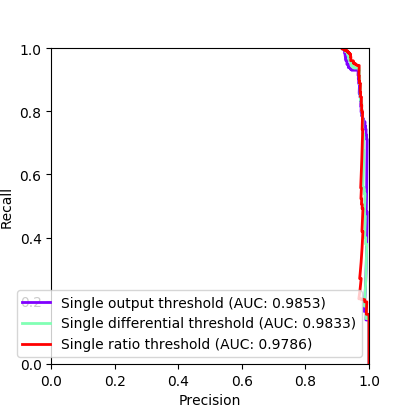 1.0
0.8
0.6
0.4
0.2
0.0
Recall
Single output threshold (AUC: 0.9853)
Single differential threshold (AUC: 0.9833)
Single ratio threshold (AUC: 0.9786)
0.0 0.2 0.4 0.6 0.8 1.0
Precision